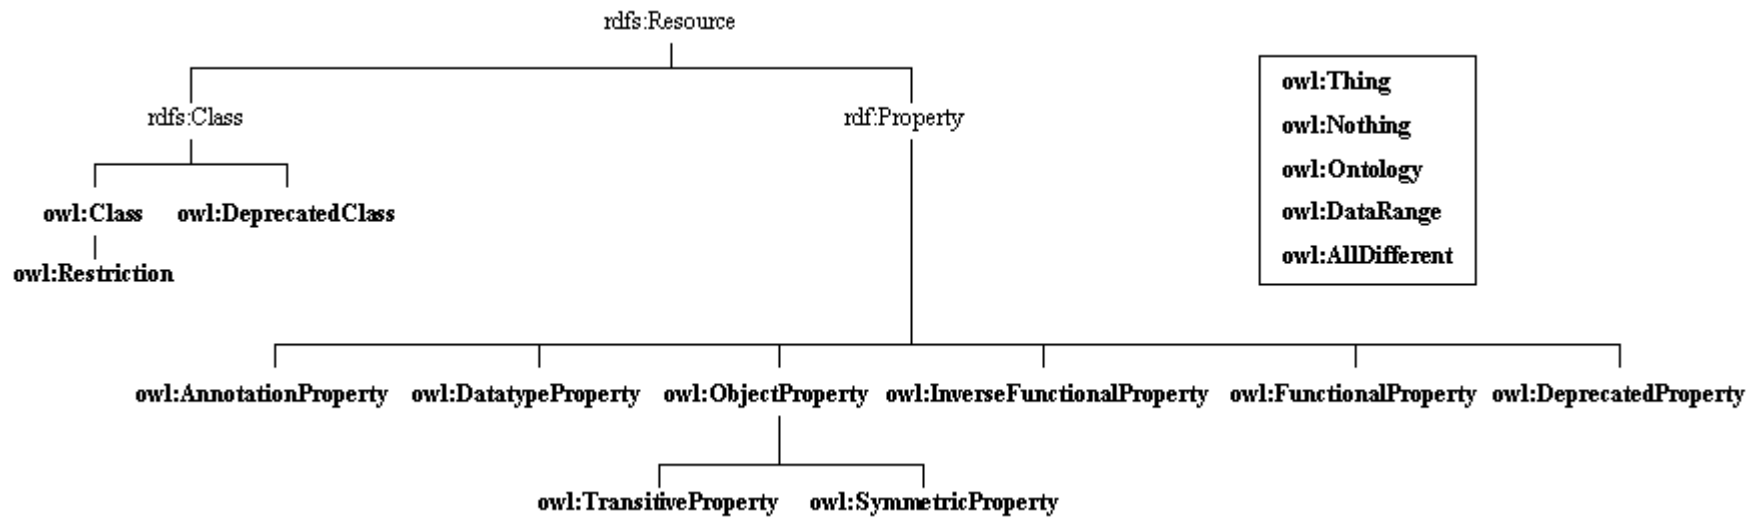 rdfs:Resource
rdfs:Class
rdf:Property
owl:Class
owl:DeprecatedClass
owl:Restriction
owl:Thing
owl:Nothing
owl:Ontology
owl:DataRange
owl:AllDifferent
owl:AnnotationProperty
owl:DatatypeProperty
owl:ObjectProperty
owl:InverseFunctionalProperty
owl:FunctionalProperty
owl:DeprecatedProperty
owl:TransitiveProperty
owl:SymmetricProperty